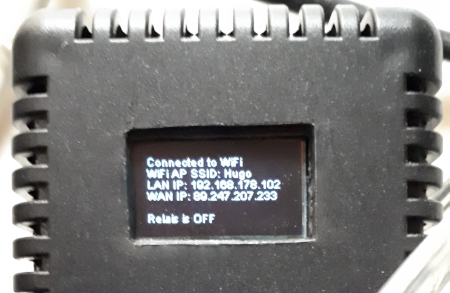 Connected to WiFi
WiFi AP SSID: Hugo
LAN IP: 192.168.178.102
WAN IP: 89.247.207.233
Relais is OFF